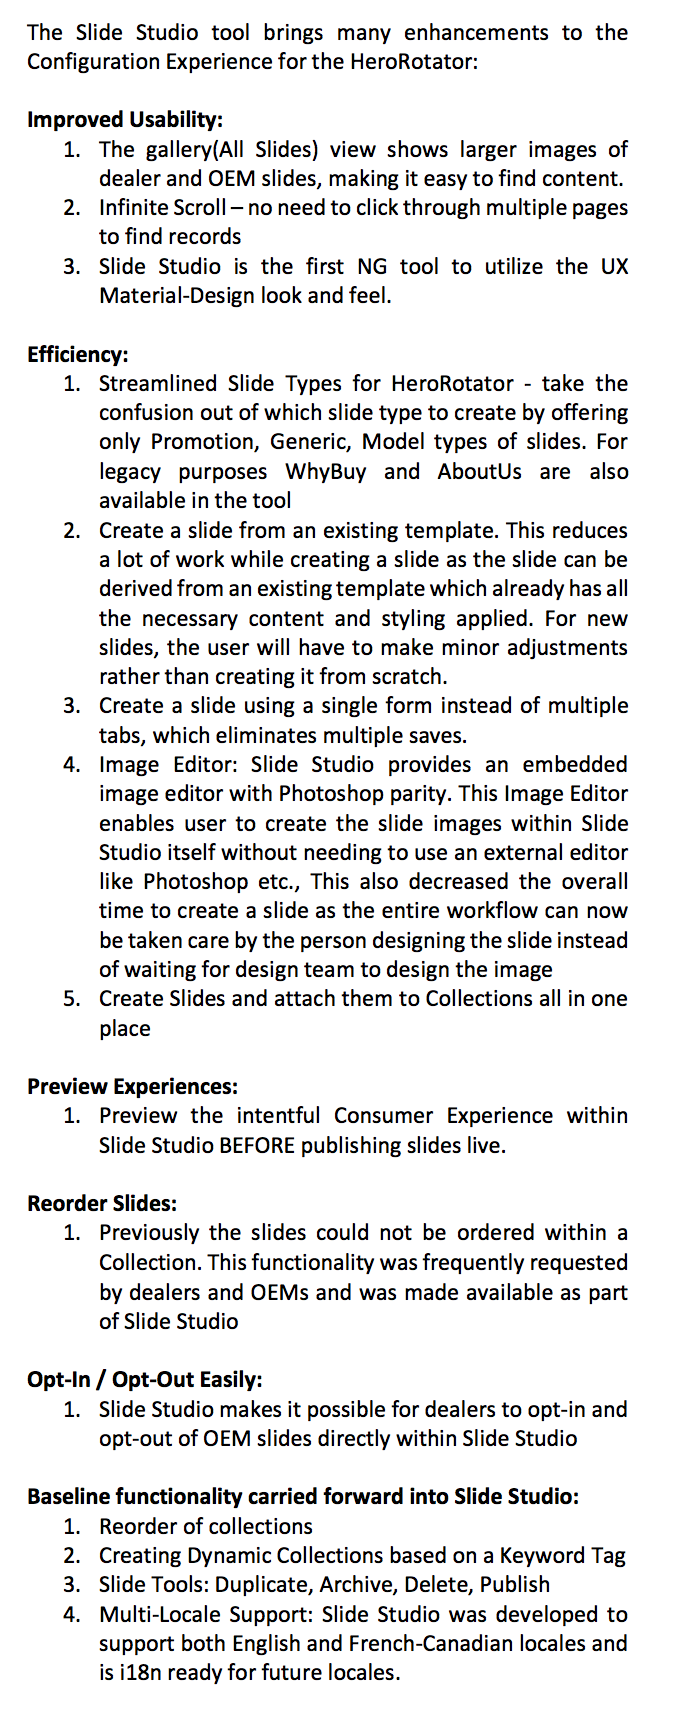 The Slide Studio tool brings many enhancements to the
Configuration Experience for the HeroRotator:
Improved Usability:
1. The gallery(All Slides) view shows larger images of
dealer and OEM slides, making it easy to find content.
2. Infinite Scroll – no need to click through multiple pages
to find records
3. Slide Studio is the first NG tool to utilize the UX
Material-Design look and feel.
Efficiency:
1. Streamlined Slide Types for HeroRotator - take the
confusion out of which slide type to create by offering
only Promotion, Generic, Model types of slides. For
legacy purposes WhyBuy and AboutUs are also
available in the tool
2. Create a slide from an existing template. This reduces
a lot of work while creating a slide as the slide can be
derived from an existing template which already has all
the necessary content and styling applied. For new
slides, the user will have to make minor adjustments
rather than creating it from scratch.
3. Create a slide using a single form instead of multiple
tabs, which eliminates multiple saves.
4. Image Editor: Slide Studio provides an embedded
image editor with Photoshop parity. This Image Editor
enables user to create the slide images within Slide
Studio itself without needing to use an external editor
like Photoshop etc., This also decreased the overall
time to create a slide as the entire workflow can now
be taken care by the person designing the slide instead
of waiting for design team to design the image
5. Create Slides and attach them to Collections all in one
place
Preview Experiences:
1. Preview the intentful Consumer Experience within
Slide Studio BEFORE publishing slides live.
Reorder Slides:
1. Previously the slides could not be ordered within a
Collection. This functionality was frequently requested
by dealers and OEMs and was made available as part
of Slide Studio
Opt-In / Opt-Out Easily:
1. Slide Studio makes it possible for dealers to opt-in and
opt-out of OEM slides directly within Slide Studio
Baseline functionality carried forward into Slide Studio:
1. Reorder of collections
2. Creating Dynamic Collections based on a Keyword Tag
3. Slide Tools: Duplicate, Archive, Delete, Publish
4. Multi-Locale Support: Slide Studio was developed to
support both English and French-Canadian locales and
is i18n ready for future locales.